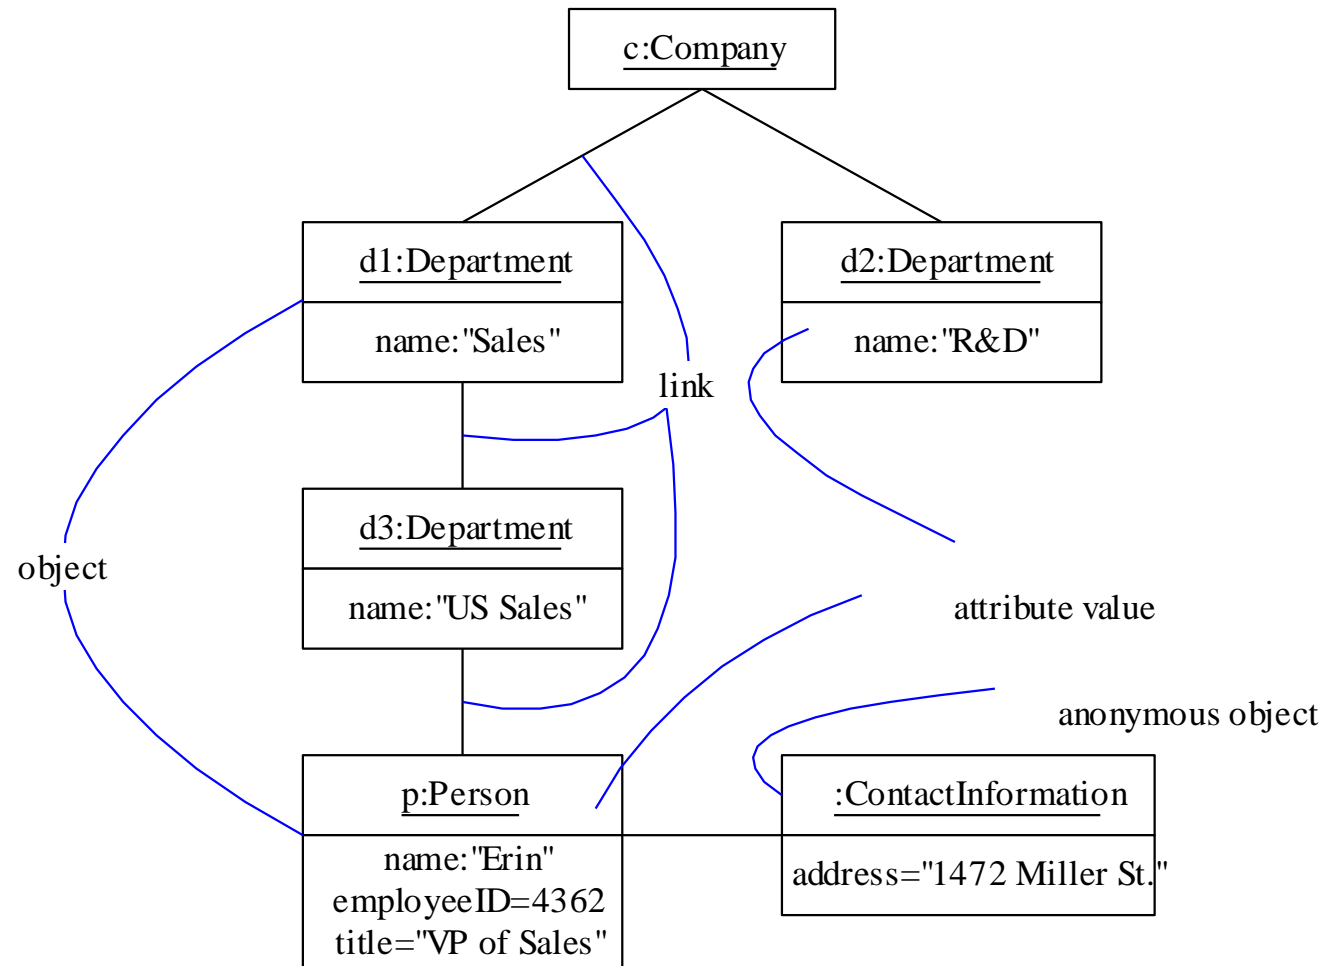 c:Company
d1:Department
d2:Department
name:"Sales"
name:"R&D"
link
d3:Department
object
name:"US Sales"
attribute value
anonymous object
p:Person
:ContactInformation
name:"Erin"
address="1472 Miller St."
employeeID=4362
title="VP of Sales"